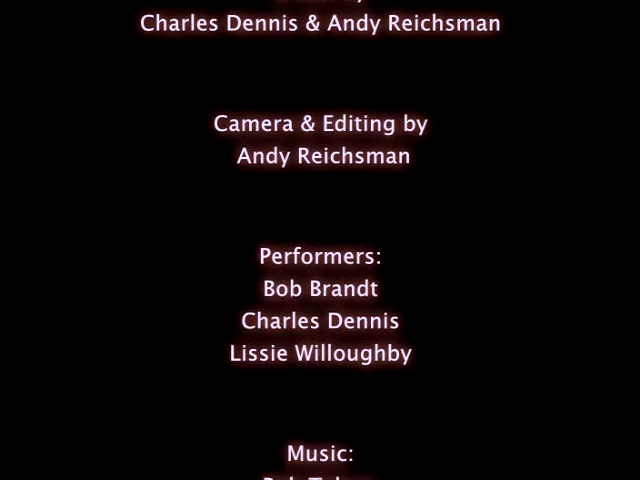 Charles Dennis & Andy Reichsman
Camera & Editing by
Andy Reichsman
Performers:
Bob Brandt
Charles Dennis
Lissie Willoughby
Music: